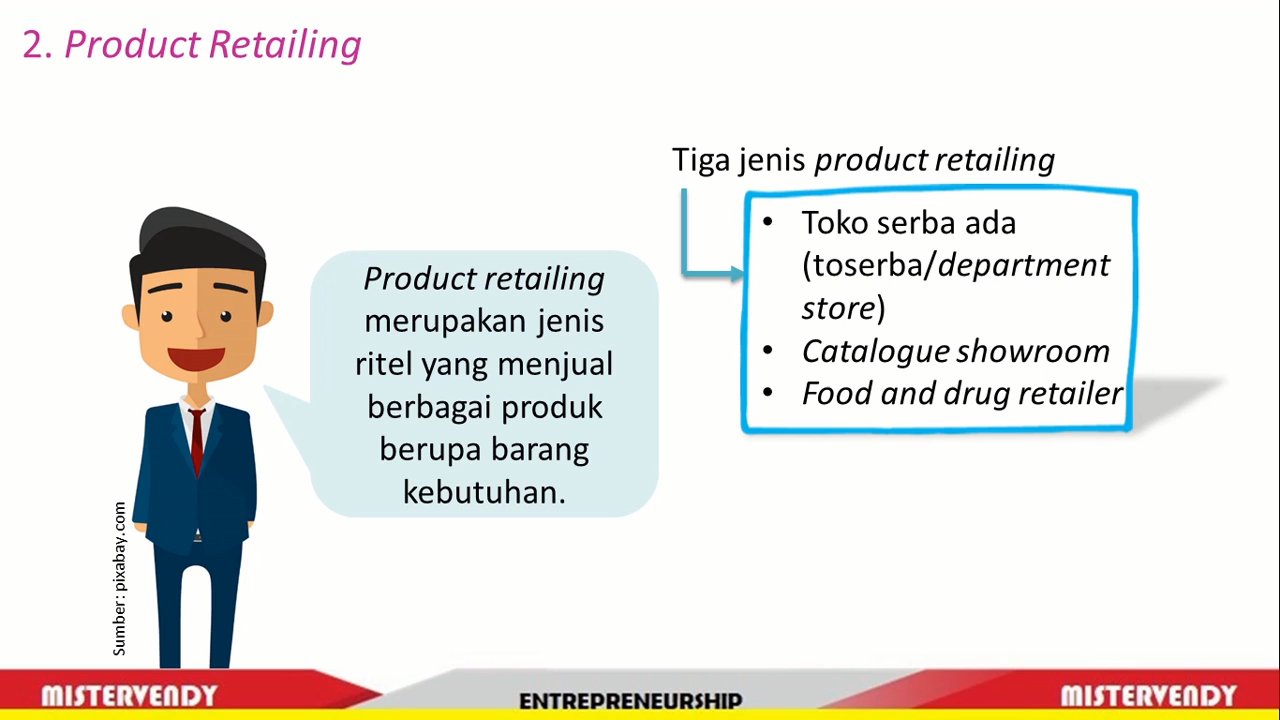 2. Product Retailing
Tiga jenis product retailing
• Toko serba ada
(toserba/department
store)
• Catalogue showroom
• Food and drug retailer
Product retailing
merupakan jenis
ritel yang menjual
berbagai produk
berupa barang
kebutuhan.
Sumber: pixabay.com
MISTERVENDY
ENTREPRENEURSHIP
MISTERVENDY